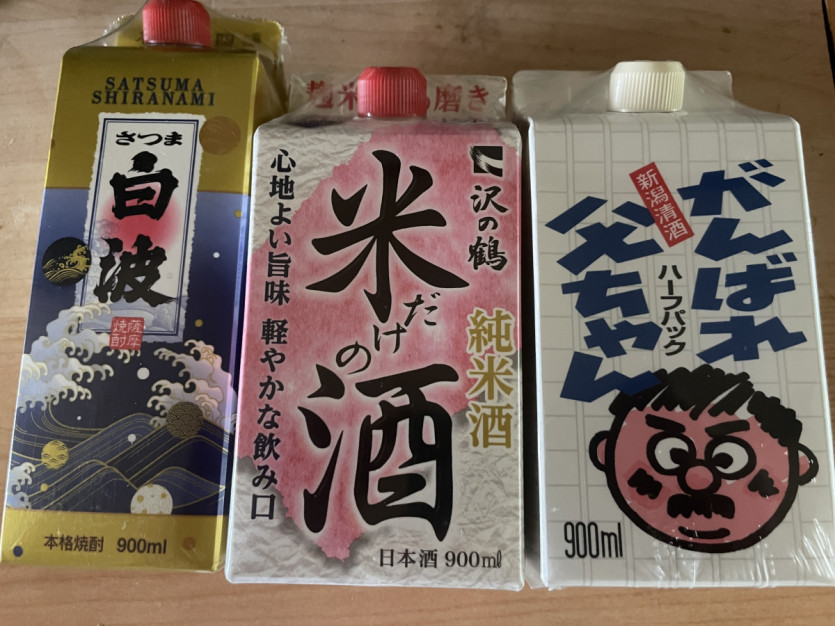 SATSUMA
SHIRANAMI
さつま
白波
薩摩
焼酎
本格焼酎 900ml
磨き
沢の鶴
米だけの酒
純米酒
心地よい旨味 軽やかな飲み口
日本酒 900ml
がんばれ
父ちゃん
新潟清酒
ハーフパック
900ml